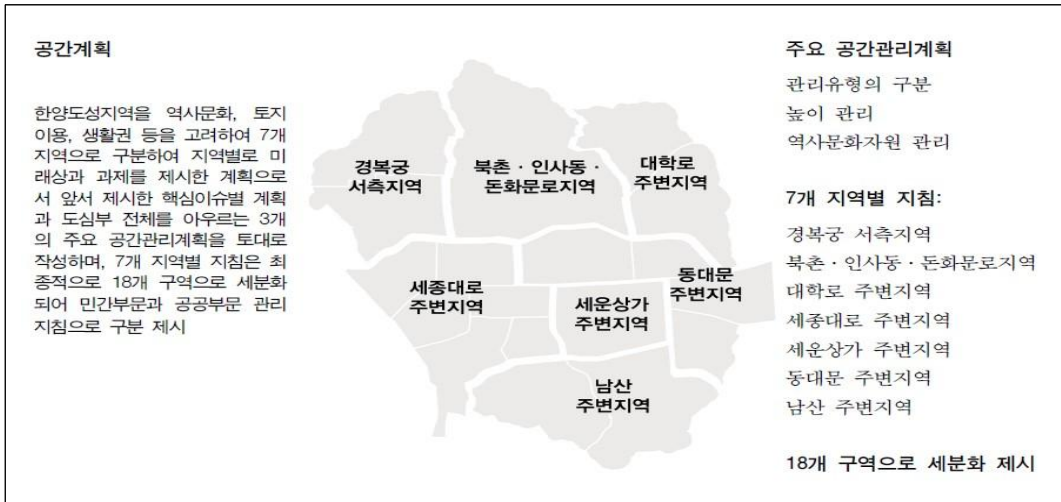 공간계획
한양도성지역을 역사문화, 토지
이용, 생활권 등을 고려하여 7개
지역으로 구분하여 지역별로 미
래상과 과제를 제시한 계획으로
서 앞서 제시한 핵심이슈별 계획
과 도심부 전체를 아우르는 3개
의 주요 공간관리계획을 토대로
작성하며, 7개 지역별 지침은 최
종적으로 18개 구역으로 세분화
되어 민간부문과 공공부문 관리
지침으로 구분 제시
경복궁
서측지역
북촌 · 인사동 ·
돈화문로지역
대학로
주변지역
세종대로
주변지역
세운상가
주변지역
동대문
주변지역
남산
주변지역
주요 공간관리계획
관리유형의 구분
높이 관리
역사문화자원 관리
7개 지역별 지침:
경복궁 서측지역
북촌 · 인사동 · 돈화문로지역
대학로 주변지역
세종대로 주변지역
세운상가 주변지역
동대문 주변지역
남산 주변지역
18개 구역으로 세분화 제시